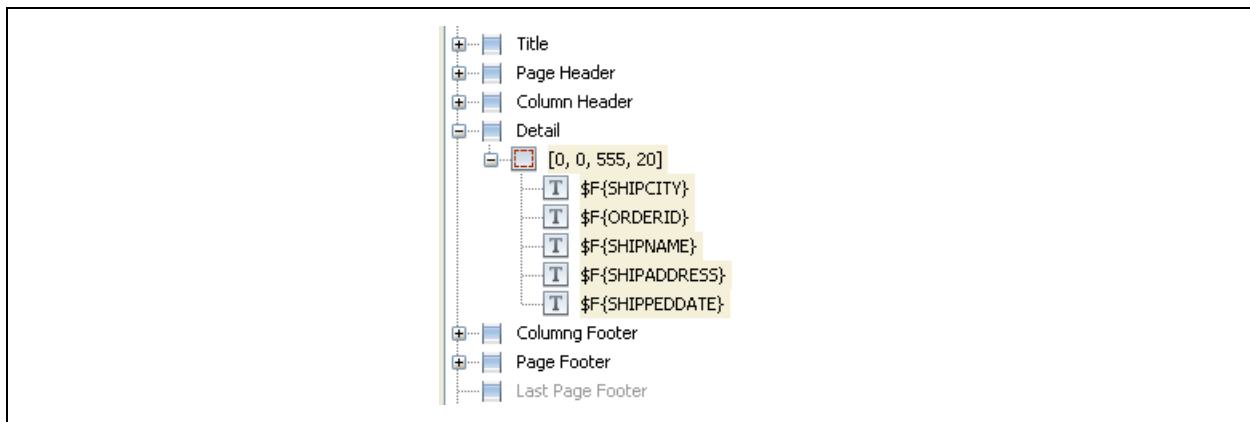 Title
Page Header
Column Header
Detail
[0, 0, 555, 20]
T $F{SHIPCITY}
T $F{ORDERID}
T $F{SHIPNAME}
T $F{SHIPADDRESS}
T $F{SHIPPEDDATE}
Columng Footer
Page Footer
Last Page Footer